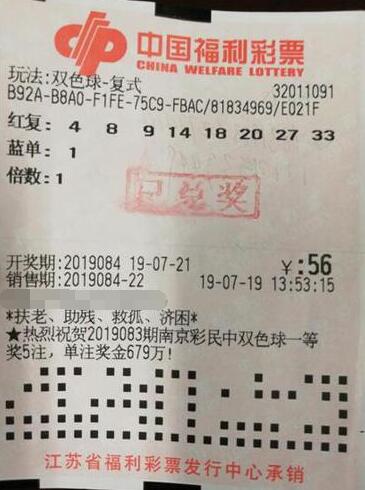 中国福利彩票
CHINA WELFARE LOTTERY
玩法:双色球-复式 32011091
B92A-B8A0-F1FE-75C9-FBAC/81834969/E021F
红复: 4 8 9 14 18 20 27 33
蓝单: 1
倍数:1
已兑奖
开奖期:2019084 19-07-21 ¥:56
销售期:2019084-22 19-07-19 13:53:15
*扶老、助残、救孤、济困*
★热烈祝贺2019083期南京彩民中双色球一等
奖5注,单注奖金679万!
江苏省福利彩票发行中心承销